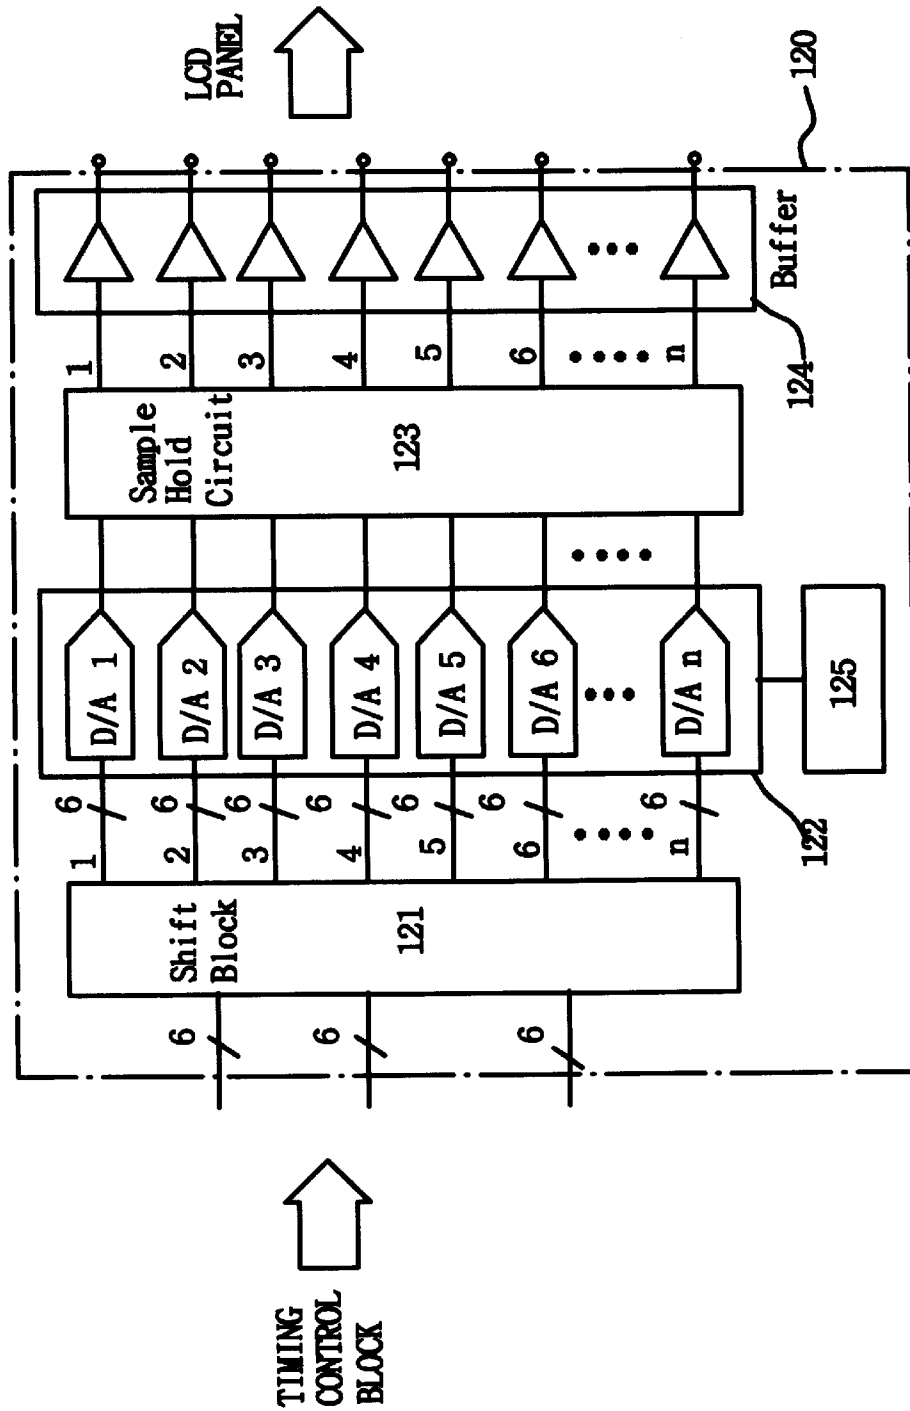 TIMING
CONTROL
BLOCK
6
6
6
Shift
Block
121
1
2
3
4
5
6
n
6
6
6
6
6
6
6
122
D/A 1
D/A 2
D/A 3
D/A 4
D/A 5
D/A 6
D/A n
125
Sample
Hold
Circuit
123
1
2
3
4
5
6
n
124
Buffer
120
LCD
PANEL